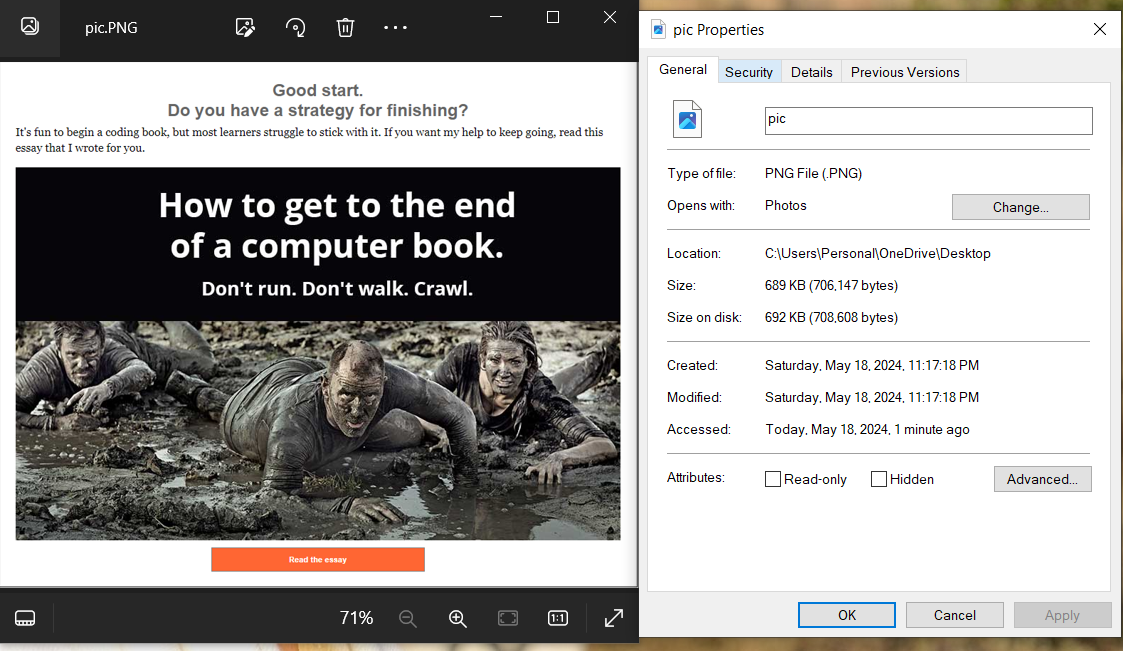 pic.PNG
Good start.
Do you have a strategy for finishing?
It's fun to begin a coding book, but most learners struggle to stick with it. If you want my help to keep going, read this
essay that I wrote for you.
How to get to the end
of a computer book.
Don't run. Don't walk. Crawl.
Read the essay
71%
1:1
pic Properties
General Security Details Previous Versions
pic
Type of file: PNG File (.PNG)
Opens with: Photos Change...
Location: C:\Users\Personal\OneDrive\Desktop
Size: 689 KB (706,147 bytes)
Size on disk: 692 KB (708,608 bytes)
Created: Saturday, May 18, 2024, 11:17:18 PM
Modified: Saturday, May 18, 2024, 11:17:18 PM
Accessed: Today, May 18, 2024, 1 minute ago
Attributes: Read-only Hidden Advanced...
OK Cancel Apply